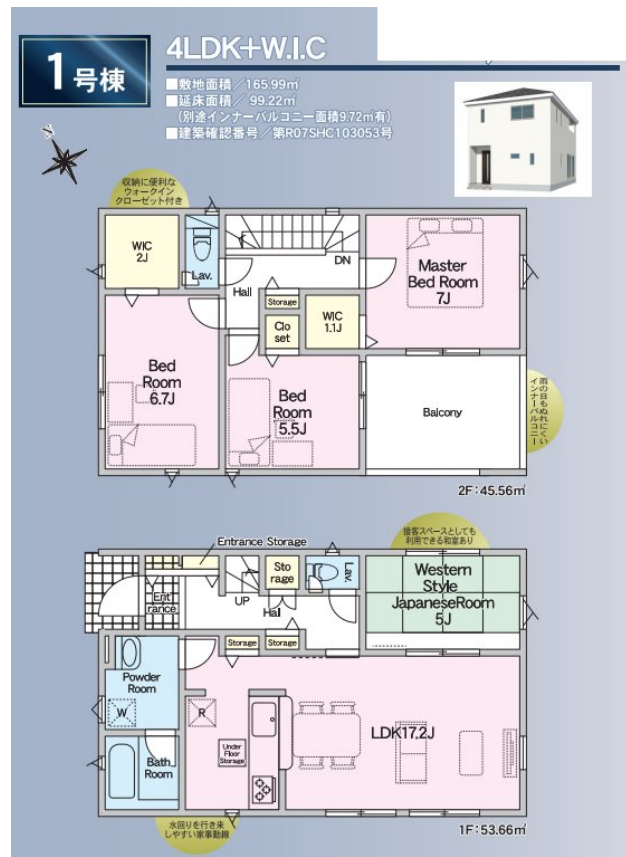 1号棟
4LDK+W.I.C
■敷地面積/165.99㎡
■延床面積/ 99.22㎡
(別途インナーバルコニー面積9.72㎡有)
■建築確認番号/第R07SHC103053号
N
収納に便利な
ウォークイン
クローゼット付き
WIC
2J
Lav.
DN
Hall
Storage
Clo
set
WIC
1.1J
Master
Bed Room
7J
Bed
Room
6.7J
Bed
Room
5.5J
Balcony
雨の日もぬれにくい
インナーバルコニー
2F:45.56㎡
接客スペースとしても
利用できる和室あり
Entrance Storage
Ent
rance
UP
Sto
rage
Lav.
Hall
Western
Style
JapaneseRoom
5J
Storage
Storage
Powder
Room
W
R
Under
Floor
Storage
LDK17.2J
Bath
Room
水回りを行き来
しやすい家事動線
1F:53.66㎡